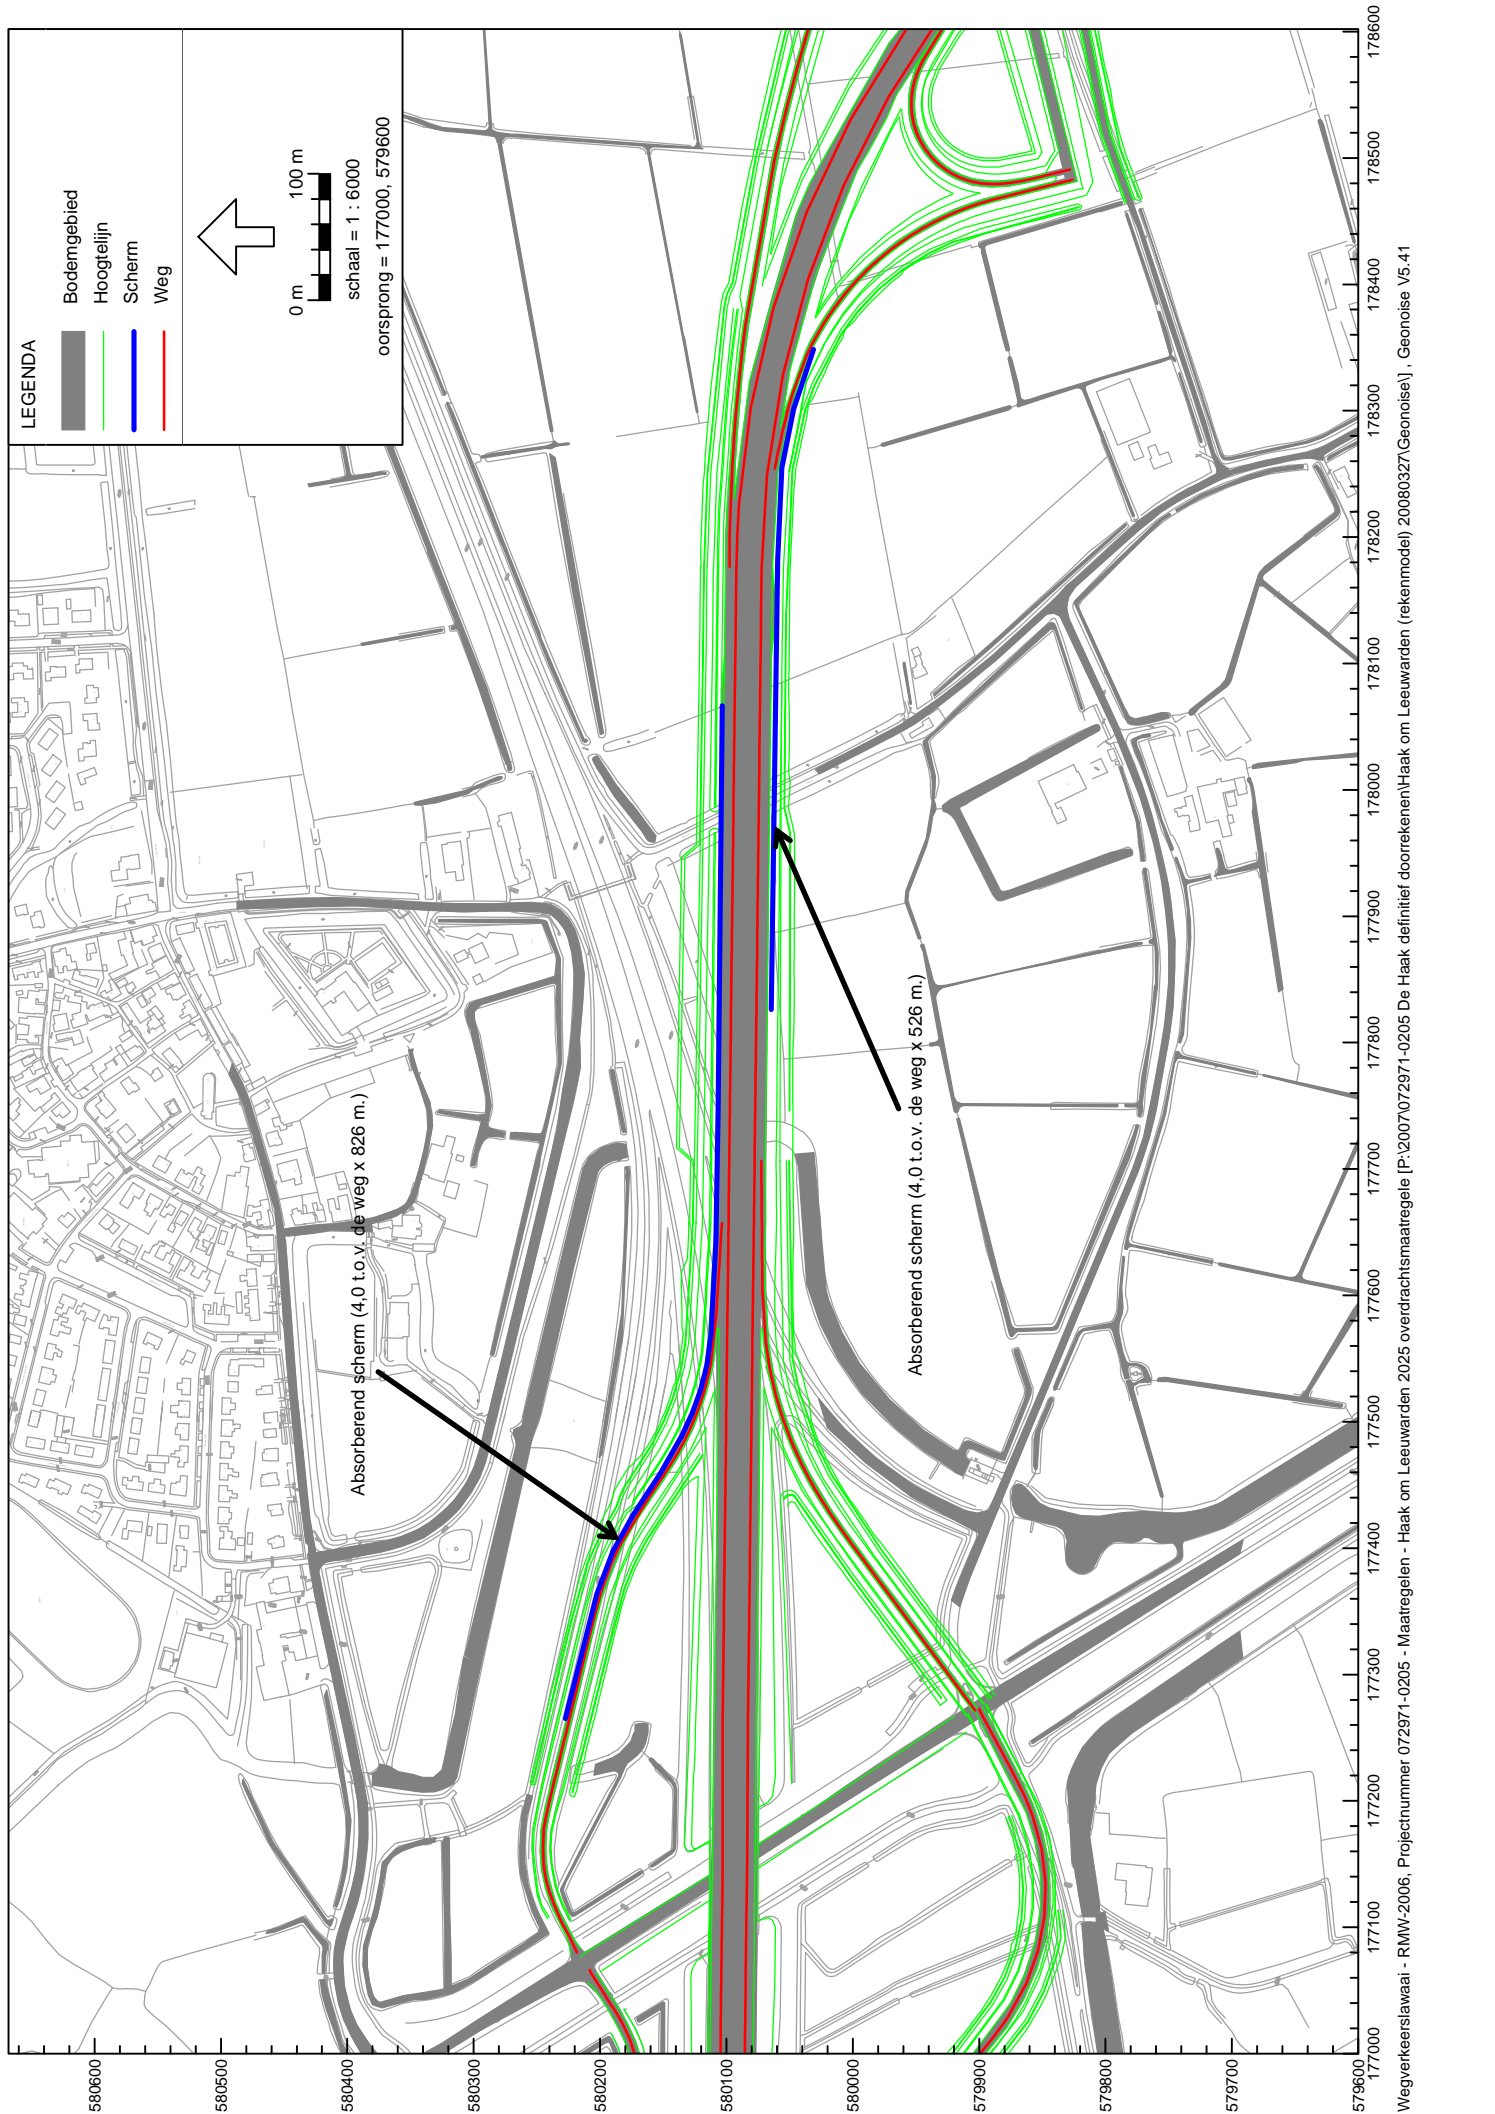 LEGENDA
Bodemgebied
Hoogtelijn
Scherm
Weg
0 m 100 m
schaal = 1 : 6000
oorsprong = 177000, 579600
Absorberend scherm (4,0 t.o.v. de weg x 826 m.)
Absorberend scherm (4,0 t.o.v. de weg x 526 m.)
580600
580500
580400
580300
580200
580100
580000
579900
579800
579700
579600
177000 177100 177200 177300 177400 177500 177600 177700 177800 177900 178000 178100 178200 178300 178400 178500 178600
Wegverkeerslawaai - RMW-2006, Projectnummer 072971-0205 - Maatregelen - Haak om Leeuwarden 2025 overdrachtsmaatregele [P:\2007\072971-0205 De Haak definitief doorrekenen\Haak om Leeuwarden (rekenmodel) 20080327\Geonoise\] , Geonoise V5.41